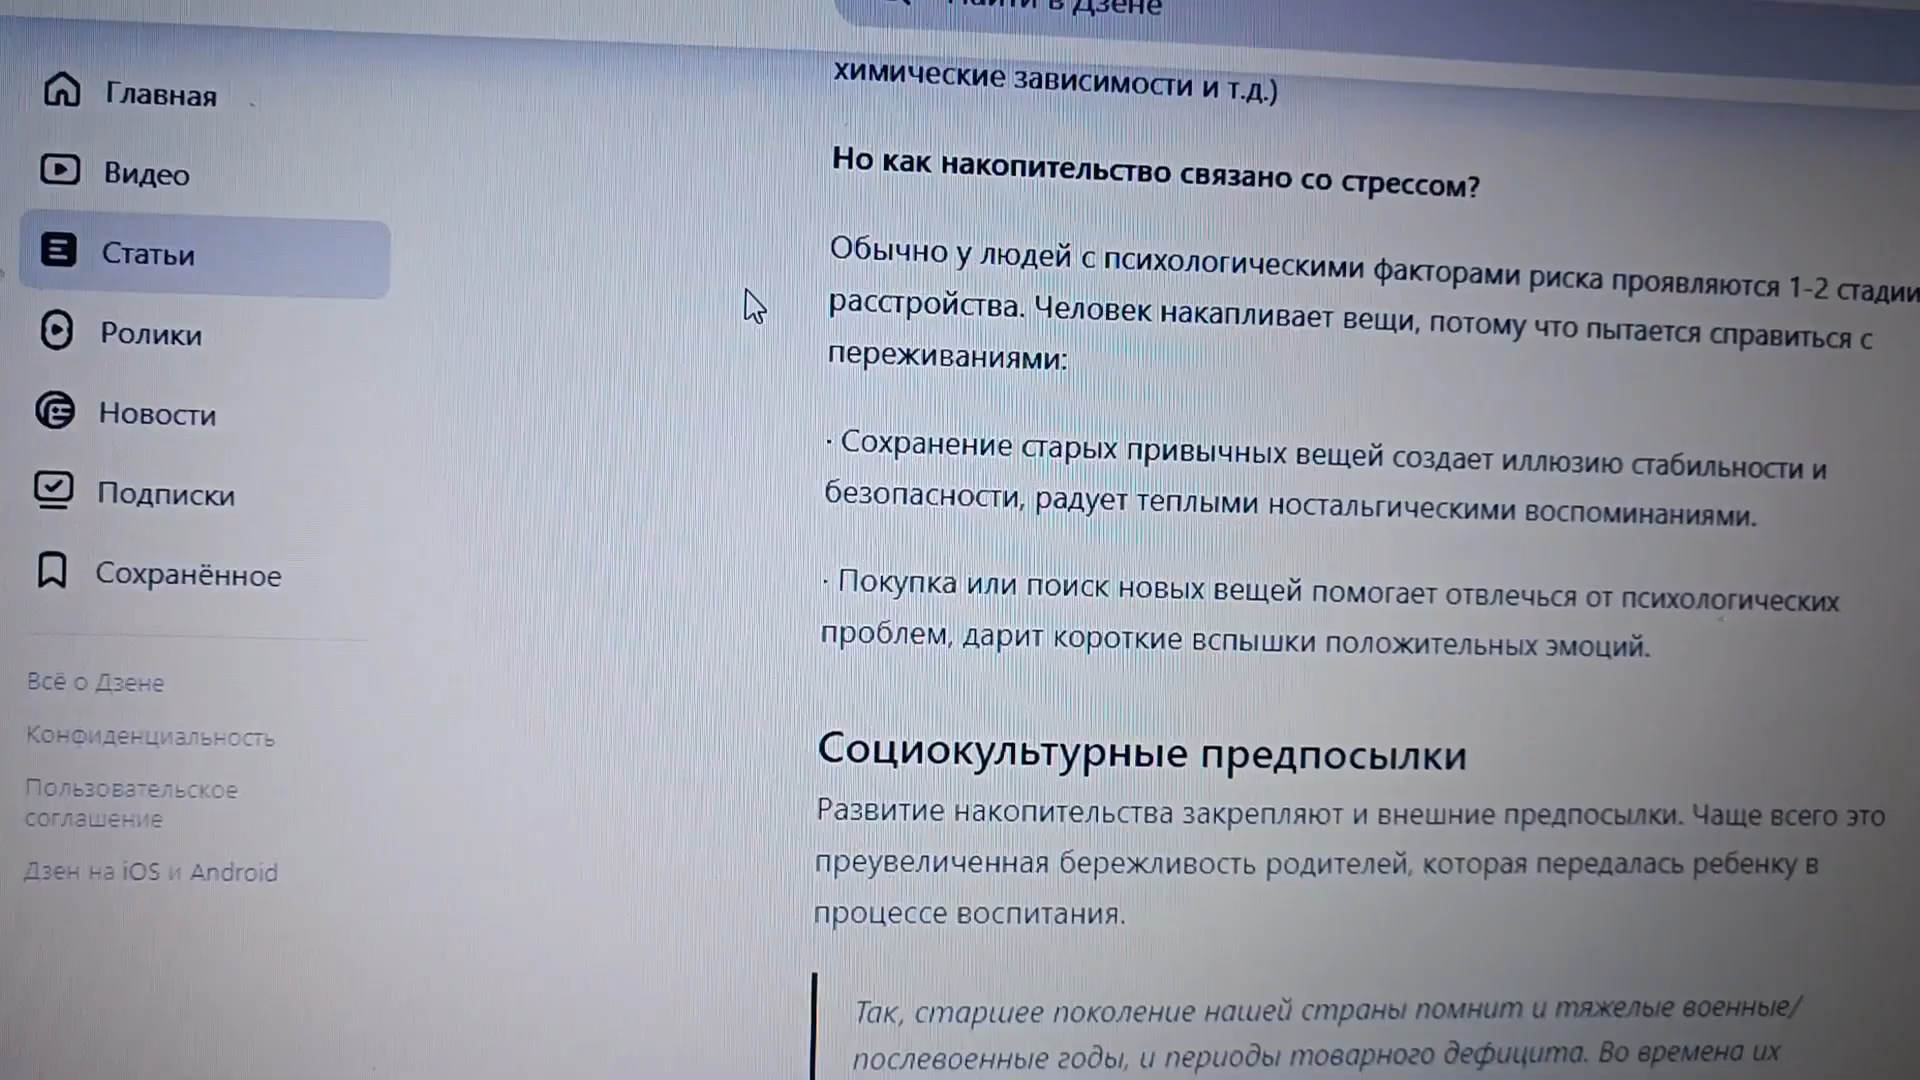 Найти в Дзене
Главная
Видео
Статьи
Ролики
Новости
Подписки
Сохранённое
Всё о Дзене
Конфиденциальность
Пользовательское
соглашение
Дзен на iOS и Android
химические зависимости и т.д.)
Но как накопительство связано со стрессом?
Обычно у людей с психологическими факторами риска проявляются 1-2 стадии
расстройства. Человек накапливает вещи, потому что пытается справиться с
переживаниями:
· Сохранение старых привычных вещей создает иллюзию стабильности и
безопасности, радует теплыми ностальгическими воспоминаниями.
· Покупка или поиск новых вещей помогает отвлечься от психологических
проблем, дарит короткие вспышки положительных эмоций.
Социокультурные предпосылки
Развитие накопительства закрепляют и внешние предпосылки. Чаще всего это
преувеличенная бережливость родителей, которая передалась ребенку в
процессе воспитания.
Так, старшее поколение нашей страны помнит и тяжелые военные/
послевоенные годы, и периоды товарного дефицита. Во времена их